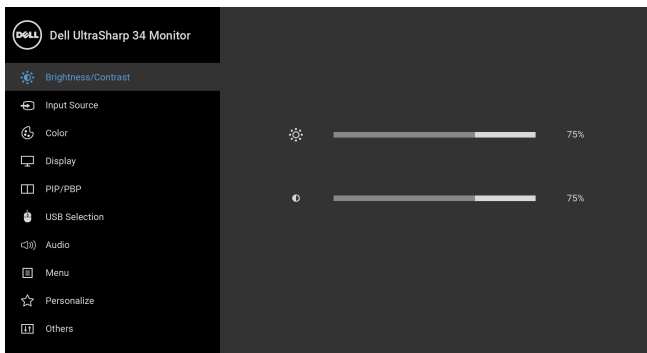 DELL Dell UltraSharp 34 Monitor
Brightness/Contrast
Input Source
Color
75%
Display
PIP/PBP
75%
USB Selection
Audio
Menu
Personalize
Others